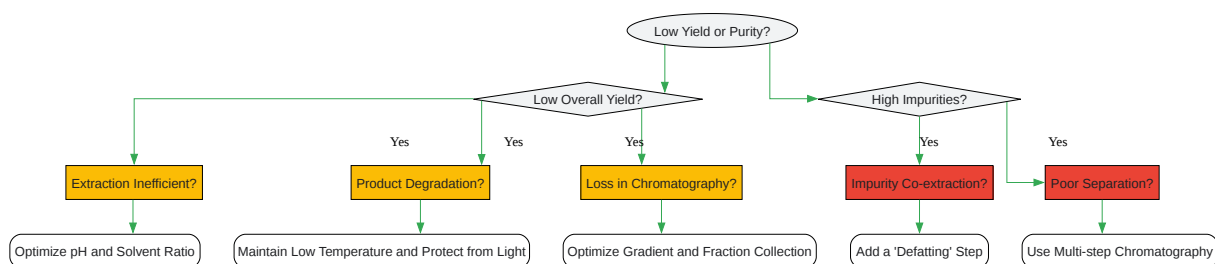 Low Yield or Purity?
Low Overall Yield?
High Impurities?
Yes
Yes
Yes
Yes
Yes
Extraction Inefficient?
Product Degradation?
Loss in Chromatography?
Impurity Co-extraction?
Poor Separation?
Optimize pH and Solvent Ratio
Maintain Low Temperature and Protect from Light
Optimize Gradient and Fraction Collection
Add a 'Defatting' Step
Use Multi-step Chromatography